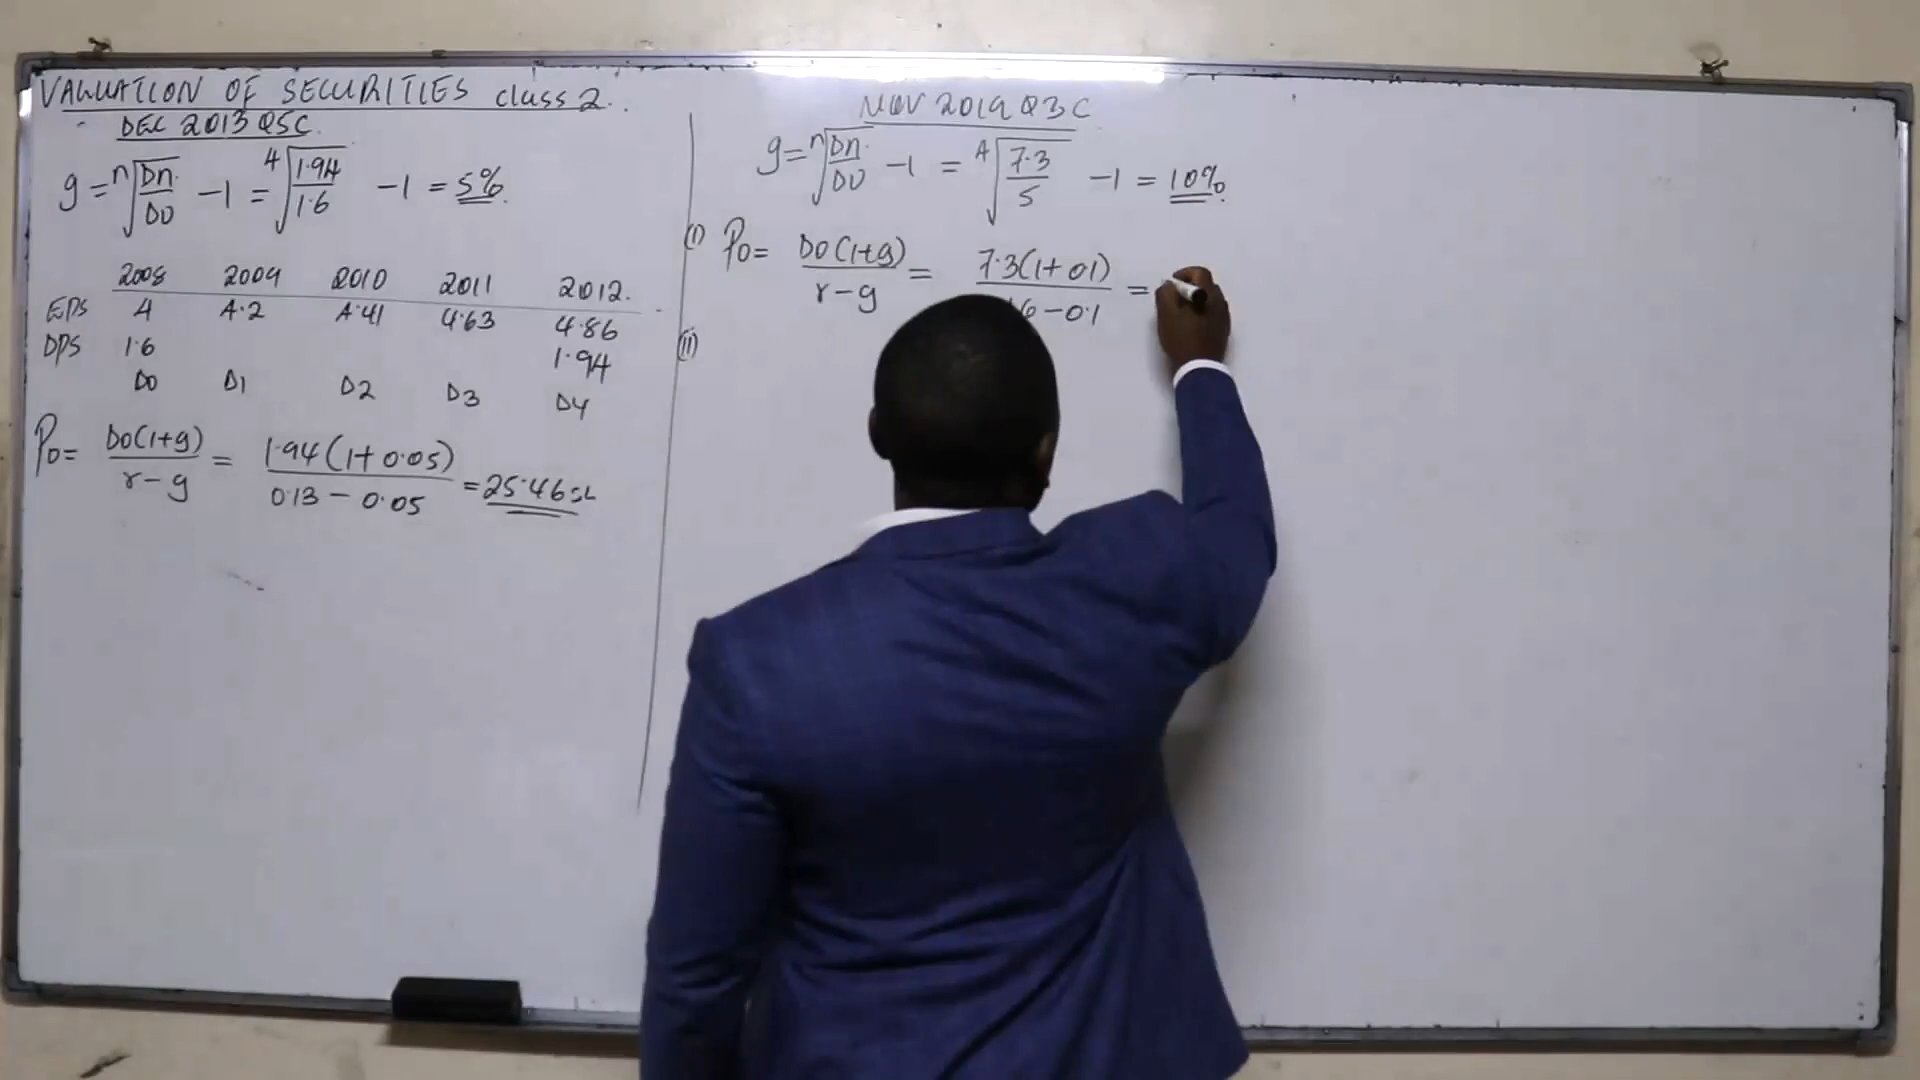 VALUATION OF SECURITIES class 2.
DEC 2013 Q5C.
g = ⁿ√(Dn/D0) -1 = ⁴√(1.94/1.6) -1 = 5%.
2008 2009 2010 2011 2012.
EPS 4 4.2 4.41 4.63 4.86
DPS 1.6 1.94
D0 D1 D2 D3 D4
P0= D0(1+g)/r-g = 1.94(1+0.05)/0.13-0.05 =25.46
NOV 2019 Q3C
g= ⁿ√(Dn/D0) -1 = ⁴√(7.3/5) -1 = 10%.
(i) P0= D0(1+g)/r-g = 7.3(1+01)/6-0.1 =
(ii)